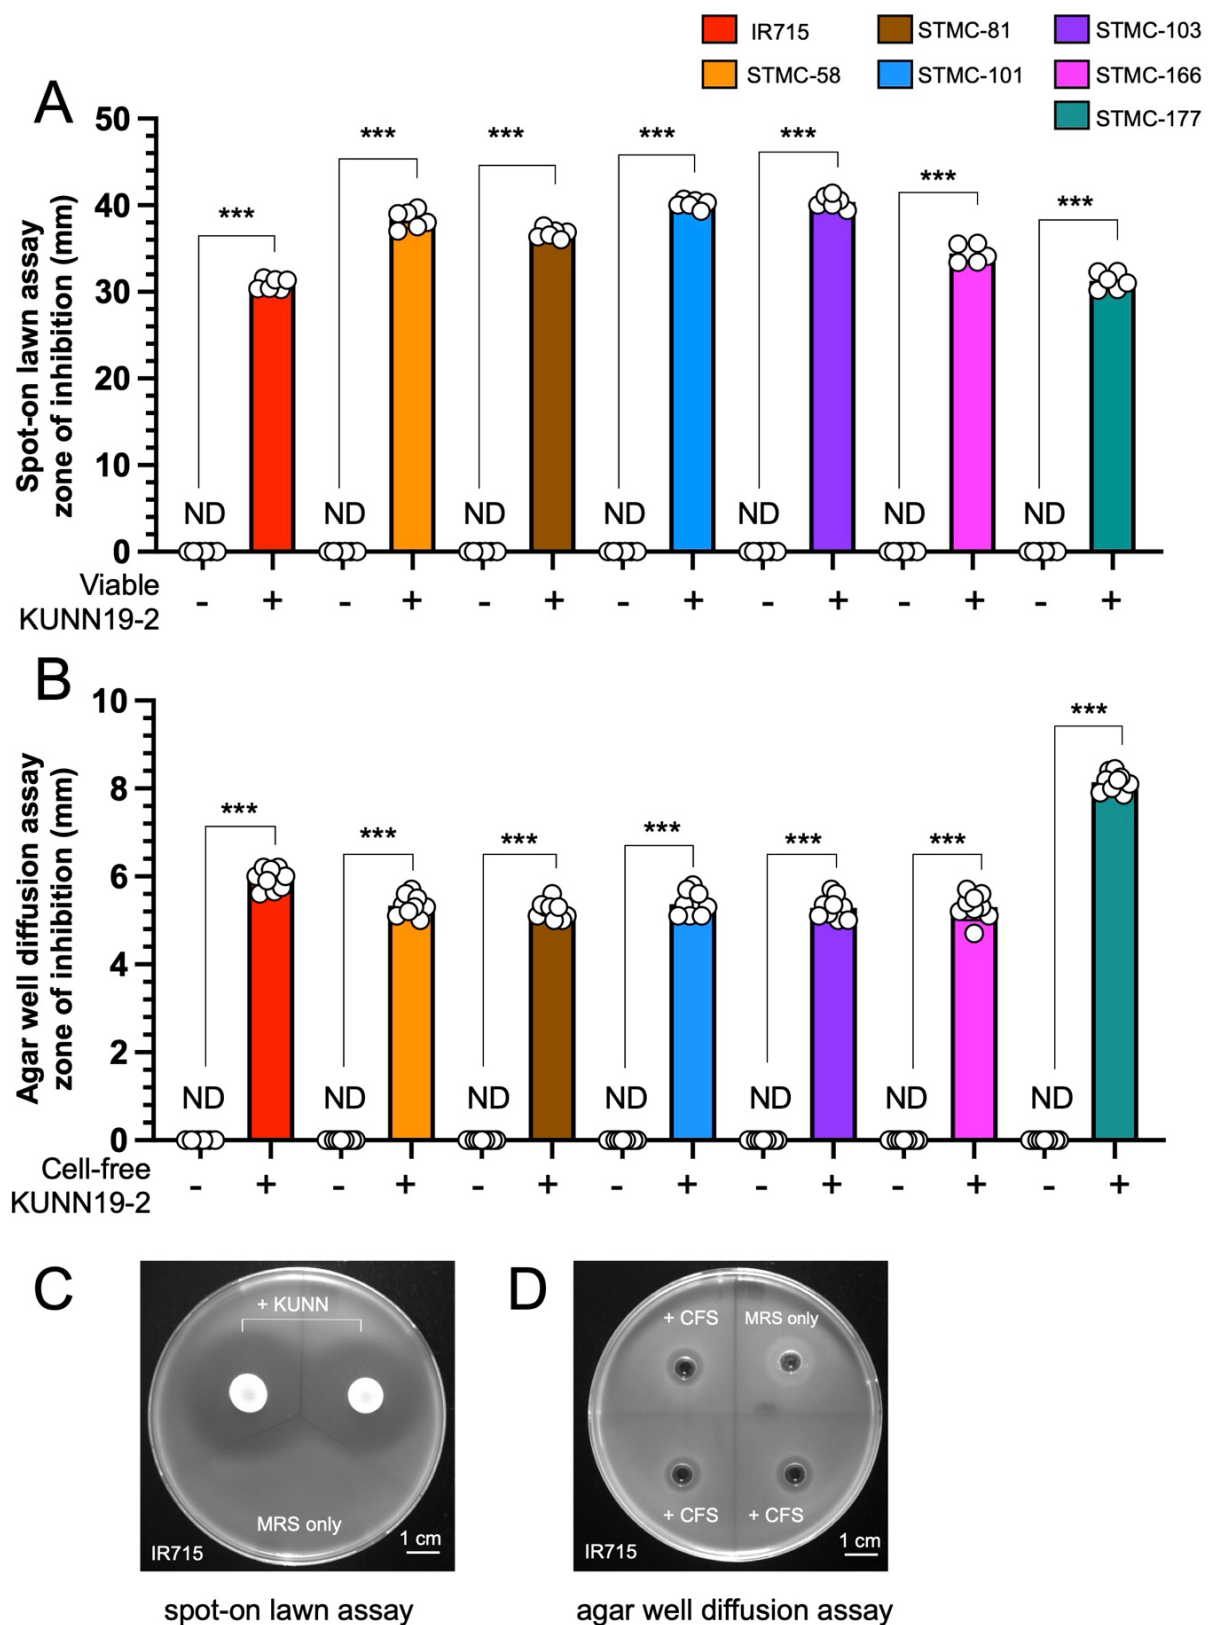 IR715
STMC-58
STMC-81
STMC-101
STMC-103
STMC-166
STMC-177
A
Spot-on lawn assay
zone of inhibition (mm)
50
40
30
20
10
0
*** *** *** *** *** *** ***
ND ND ND ND ND ND ND
Viable
KUNN19-2
- + - + - + - + - + - + - +
B
Agar well diffusion assay
zone of inhibition (mm)
10
8
6
4
2
0
*** *** *** *** *** *** ***
ND ND ND ND ND ND ND
Cell-free
KUNN19-2
- + - + - + - + - + - + - +
C
+ KUNN
MRS only
IR715
1 cm
spot-on lawn assay
D
+ CFS
MRS only
+ CFS
+ CFS
IR715
1 cm
agar well diffusion assay